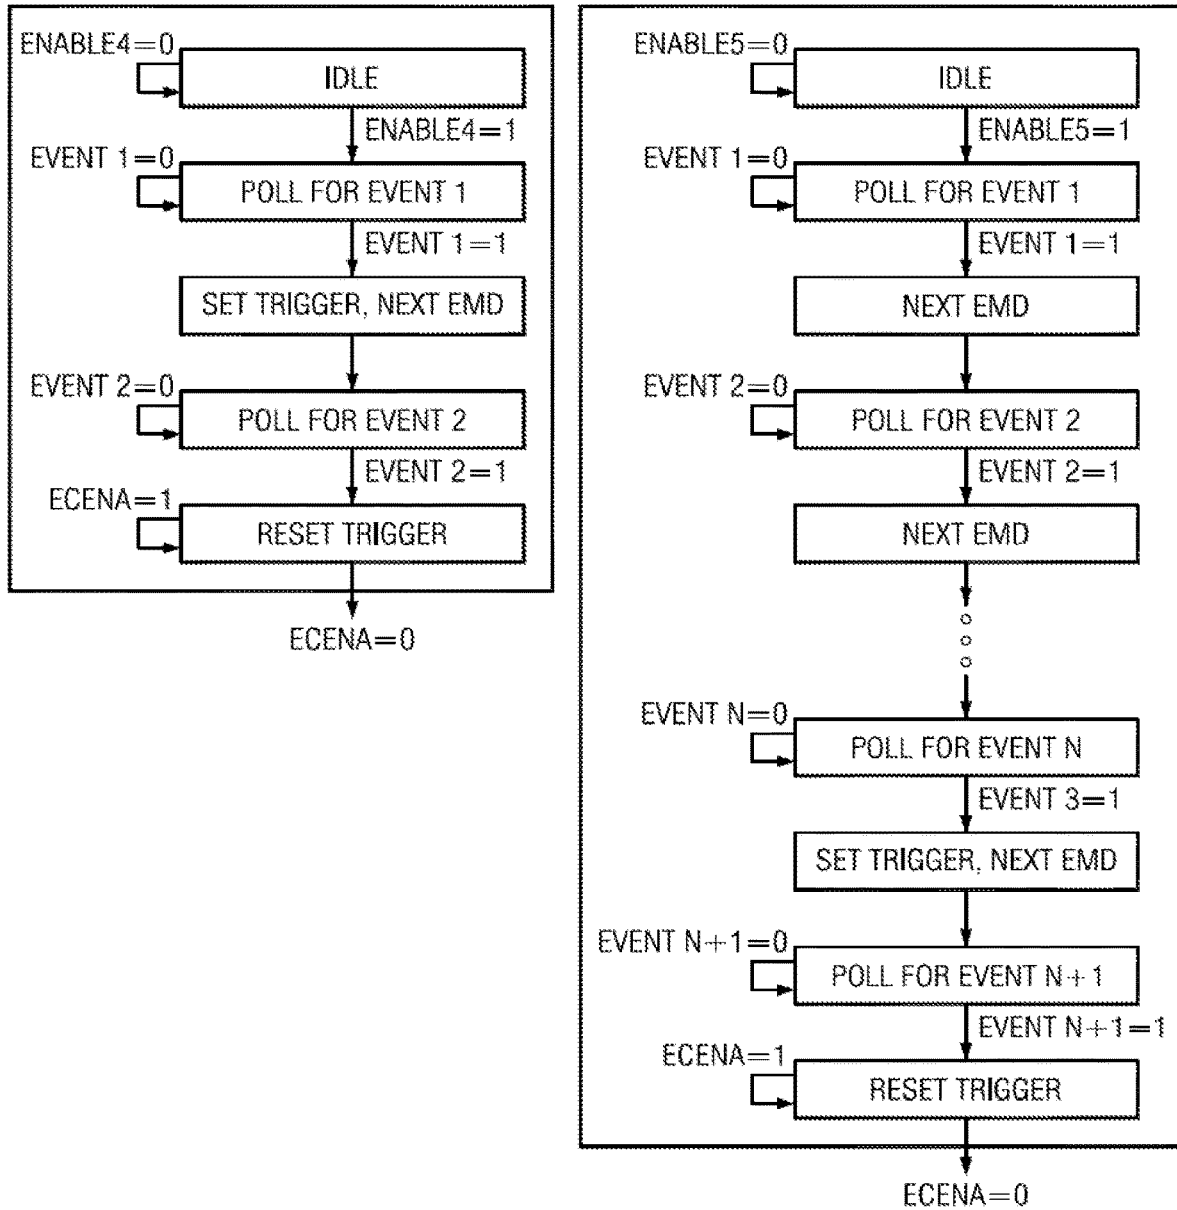 ENABLE4=0
IDLE
ENABLE4=1
EVENT 1=0
POLL FOR EVENT 1
EVENT 1=1
SET TRIGGER, NEXT EMD
EVENT 2=0
POLL FOR EVENT 2
EVENT 2=1
ECENA=1
RESET TRIGGER
ECENA=0
ENABLE5=0
IDLE
ENABLE5=1
EVENT 1=0
POLL FOR EVENT 1
EVENT 1=1
NEXT EMD
EVENT 2=0
POLL FOR EVENT 2
EVENT 2=1
NEXT EMD
EVENT N=0
POLL FOR EVENT N
EVENT 3=1
SET TRIGGER, NEXT EMD
EVENT N+1=0
POLL FOR EVENT N+1
EVENT N+1=1
ECENA=1
RESET TRIGGER
ECENA=0